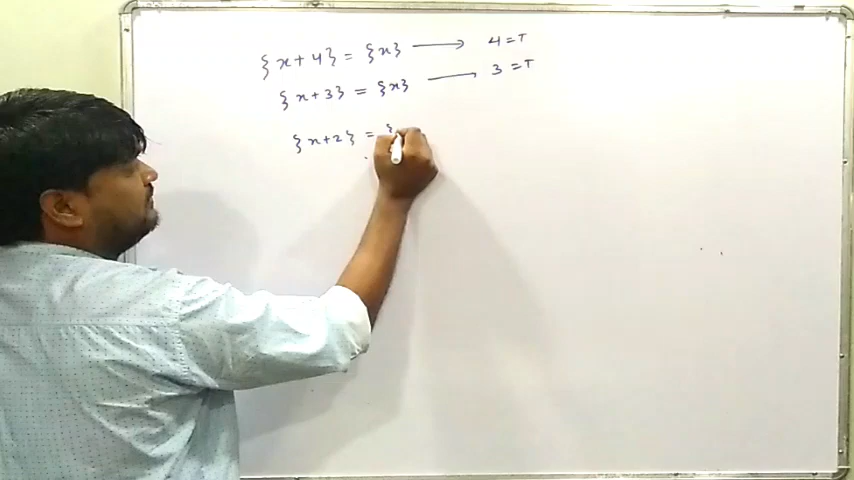 {x+4} = {x} ⟶ 4 = T
{x+3} = {x} ⟶ 3 = T
{x+2} = {